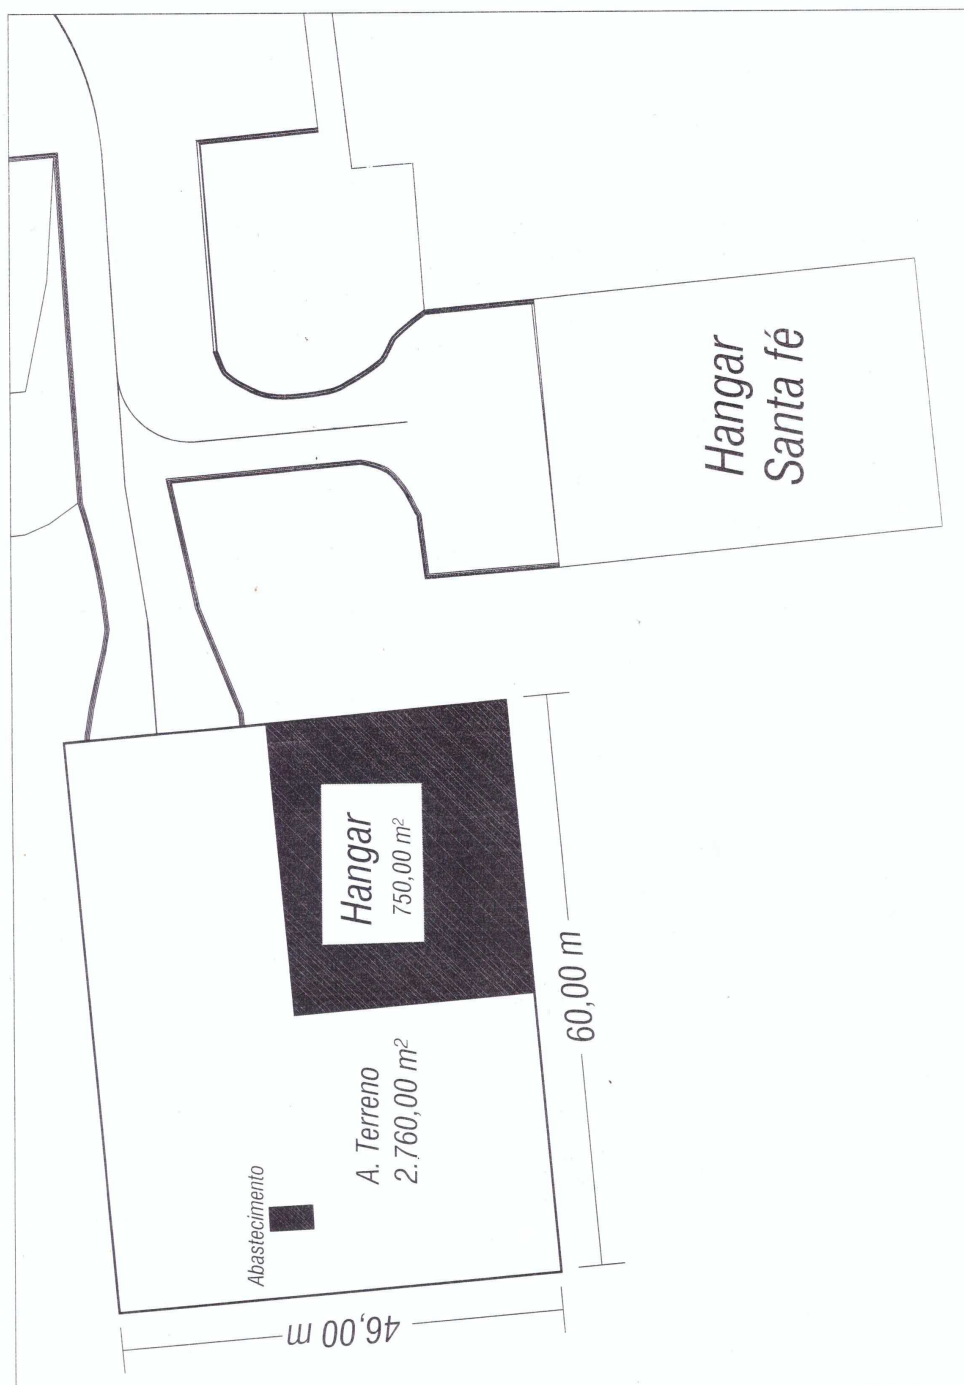 Hangar
Santa fé
Hangar
750,00 m²
60,00 m
A. Terreno
2.760,00 m²
Abastecimento
46,00 m